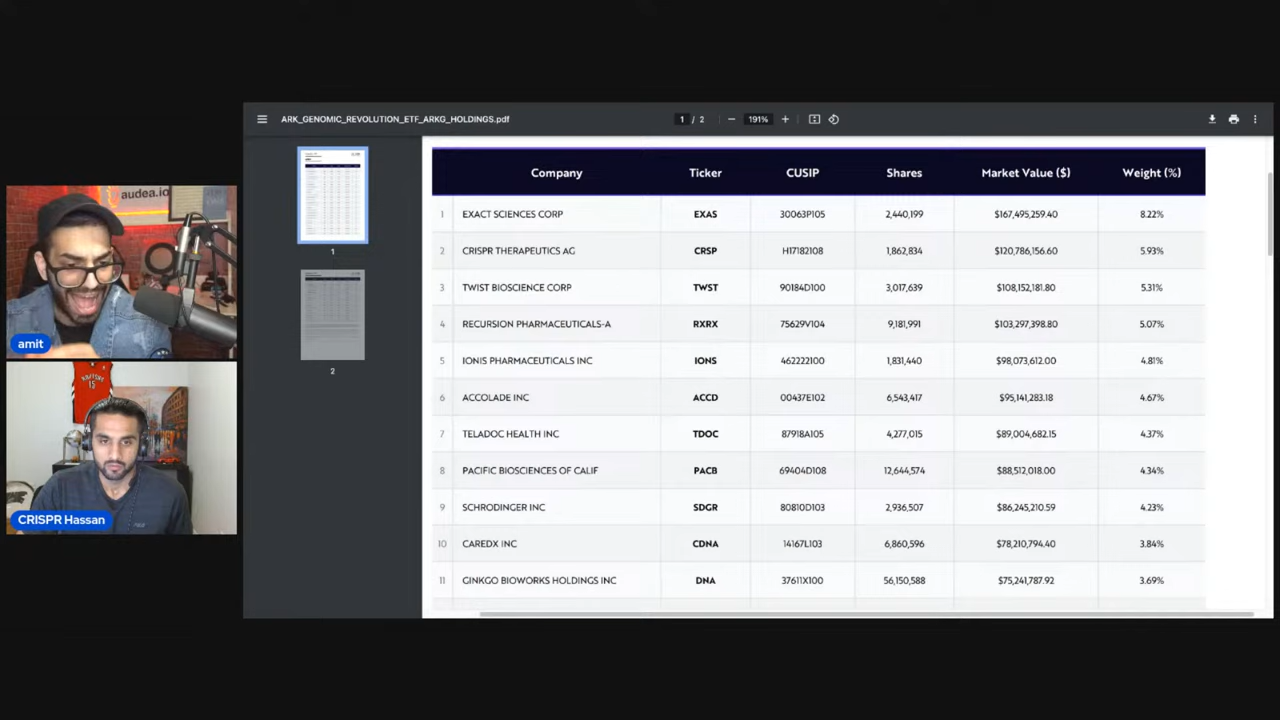 ARK_GENOMIC_REVOLUTION_ETF_ARKG_HOLDINGS.pdf 1 / 2 191%
Company Ticker CUSIP Shares Market Value ($) Weight (%)
1 EXACT SCIENCES CORP EXAS 30063P105 2,440,199 $167,495,259.40 8.22%
2 CRISPR THERAPEUTICS AG CRSP H17182108 1,862,834 $120,786,156.60 5.93%
3 TWIST BIOSCIENCE CORP TWST 90184D100 3,017,639 $108,152,181.80 5.31%
4 RECURSION PHARMACEUTICALS-A RXRX 75629V104 9,181,991 $103,297,398.80 5.07%
5 IONIS PHARMACEUTICALS INC IONS 462222100 1,831,440 $98,073,612.00 4.81%
6 ACCOLADE INC ACCD 00437E102 6,543,417 $95,141,283.18 4.67%
7 TELADOC HEALTH INC TDOC 87918A105 4,277,015 $89,004,682.15 4.37%
8 PACIFIC BIOSCIENCES OF CALIF PACB 69404D108 12,644,574 $88,512,018.00 4.34%
9 SCHRODINGER INC SDGR 80810D103 2,936,507 $86,245,210.59 4.23%
10 CAREDX INC CDNA 14167L103 6,860,596 $78,210,794.40 3.84%
11 GINKGO BIOWORKS HOLDINGS INC DNA 37611X100 56,150,588 $75,241,787.92 3.69%
1
2
audea.io
amit
15
CRISPR Hassan